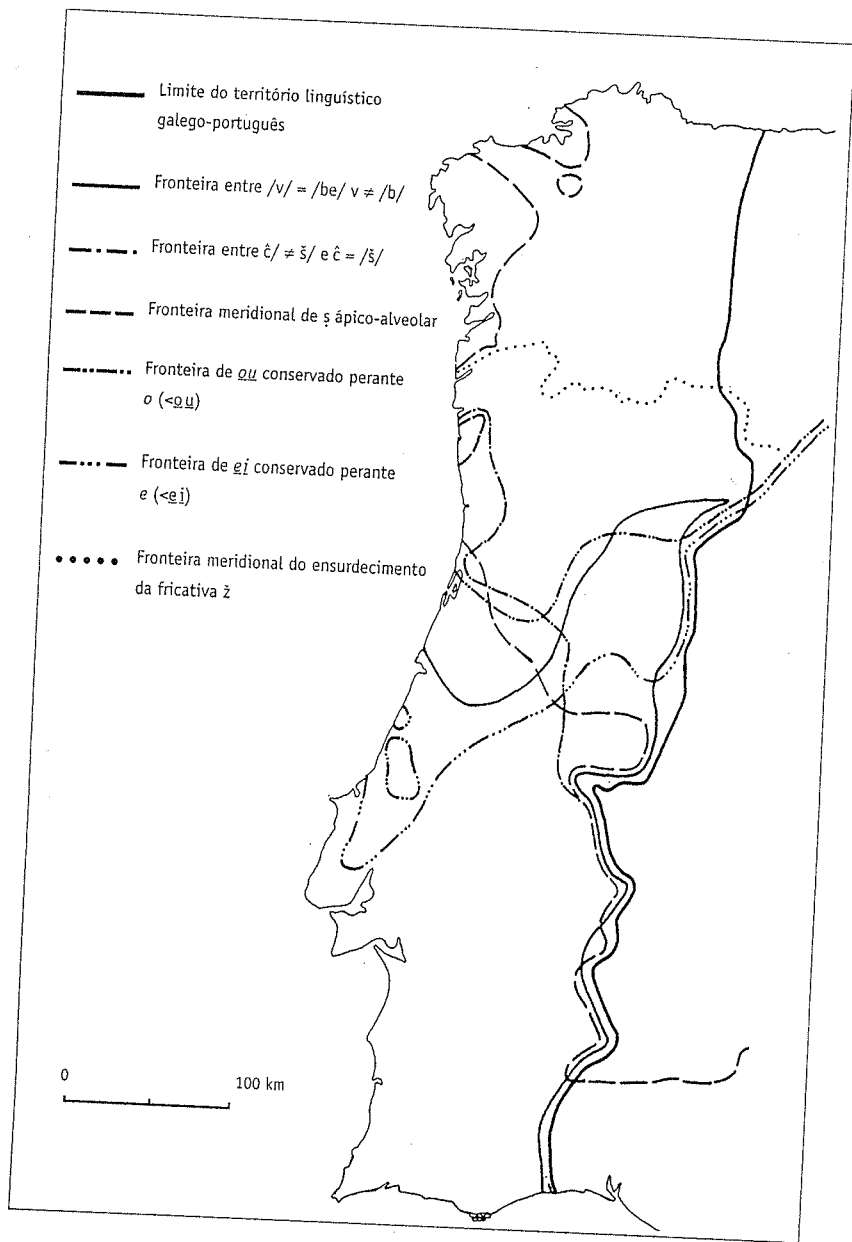 Limite do território linguístico
galego-português
Fronteira entre /v/ = /be/ v ≠ /b/
Fronteira entre ĉ/ ≠ š/ e ĉ = /š/
Fronteira meridional de ș ápico-alveolar
Fronteira de ou conservado perante
o (<ou)
Fronteira de ei conservado perante
e (<ei)
Fronteira meridional do ensurdecimento
da fricativa ž
0
100 km